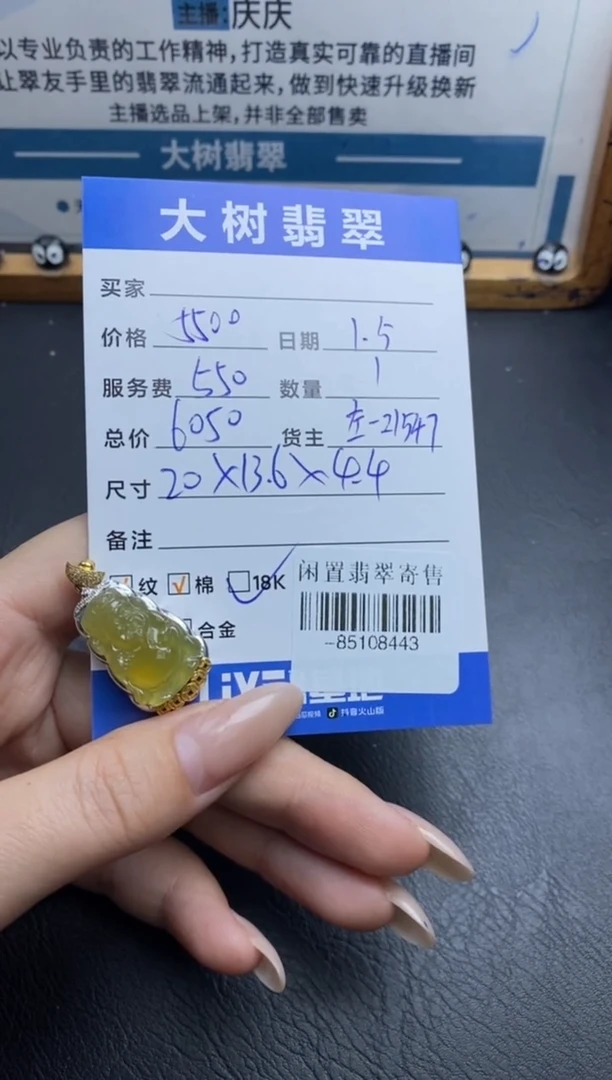 主播:庆庆
以专业负责的工作精神,打造真实可靠的直播间
让翠友手里的翡翠流通起来,做到快速升级换新
主播选品上架,并非全部售卖
大树翡翠
大树翡翠
买家
价格 5500 日期 1.5
服务费 550 数量 1
总价 6050 货主 左-21547
尺寸 20×13.6×4.4
备注
纹 棉 18K
合金
闲置翡翠寄售
-85108443
抖音火山版